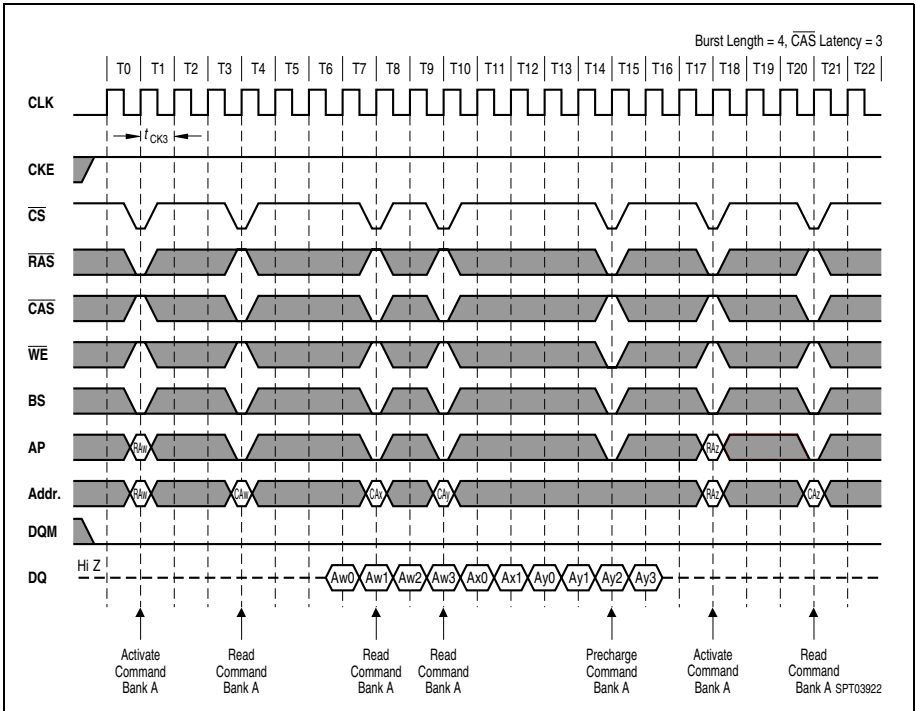 Burst Length = 4, CAS Latency = 3
T0 T1 T2 T3 T4 T5 T6 T7 T8 T9 T10 T11 T12 T13 T14 T15 T16 T17 T18 T19 T20 T21 T22
CLK
tCK3
CKE
CS
RAS
CAS
WE
BS
AP RAw RAz
Addr. RAw CAw CAx CAy RAz CAz
DQM
Hi Z
DQ Aw0 Aw1 Aw2 Aw3 Ax0 Ax1 Ay0 Ay1 Ay2 Ay3
Activate Read Read Read Precharge Activate Read
Command Command Command Command Command Command Command
Bank A Bank A Bank A Bank A Bank A Bank A Bank A SPT03922